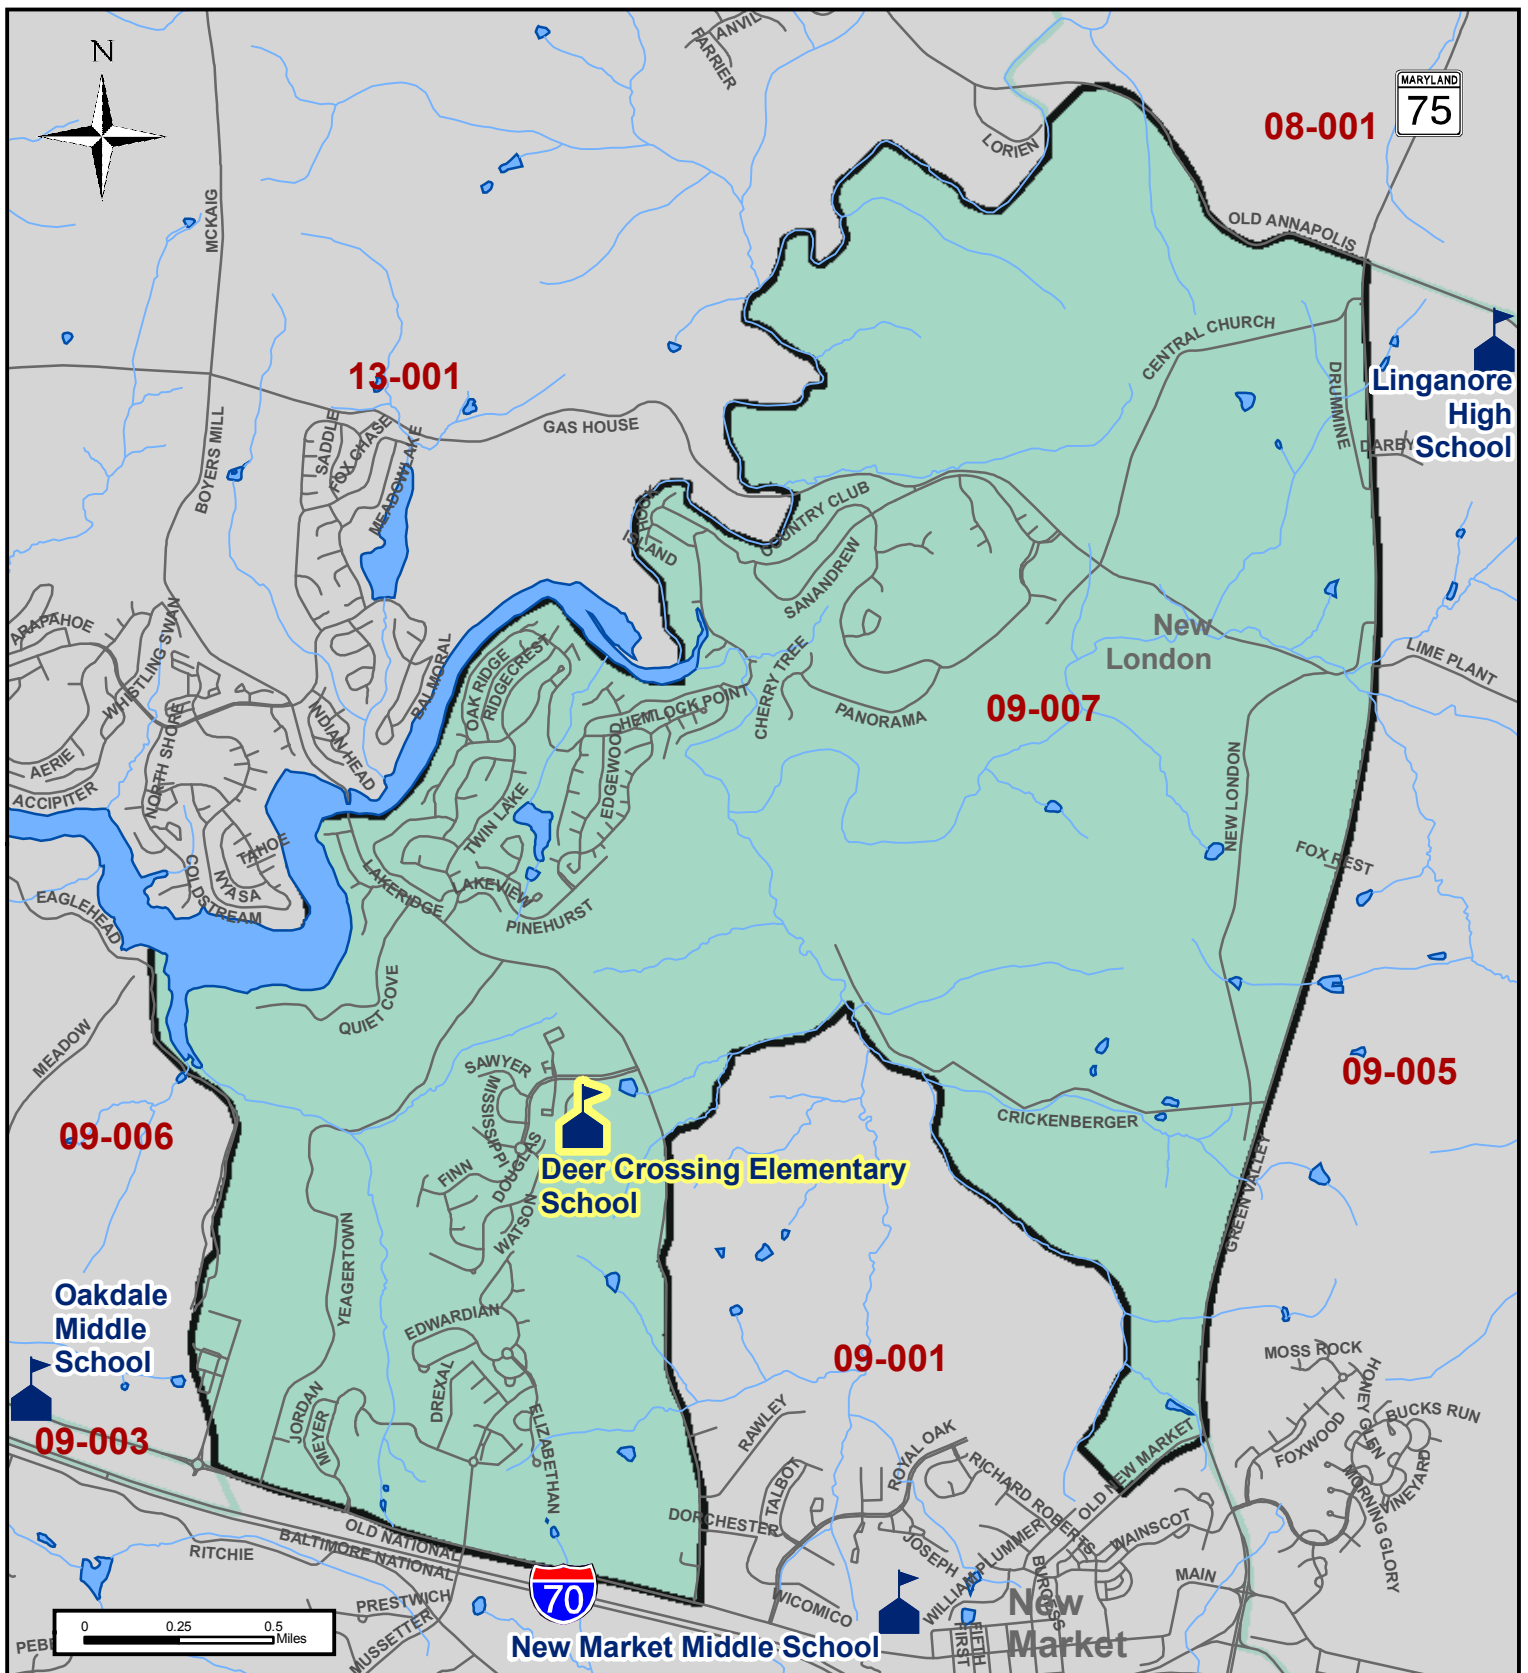 N
ANVIL
FARRIER
MARYLAND
75
08-001
LORIEN
MCKAIG
OLD ANNAPOLIS
CENTRAL CHURCH
DRUMMINE
Linganore
High
School
DARBY
13-001
GAS HOUSE
BOYERS MILL
SADDLE
FOX CHASE
MEADOWLAKE
COUNTRY CLUB
ISLAND
SANANDREW
ARAPAHOE
WHISTLING SWAN
New
London
LIME PLANT
BALMORAL
OAK RIDGE
RIDGECREST
CHERRY TREE
HEMLOCK POINT
PANORAMA
09-007
INDIAN HEAD
NORTH SHORE
AERIE
ACCIPITER
EDGEWOOD
TWIN LAKE
NEW LONDON
TAHOE
NYASA
COLDSTREAM
LAKERIDGE
LAKEVIEW
PINEHURST
FOX REST
EAGLEHEAD
QUIET COVE
MEADOW
SAWYER
MISSISSIPPI
09-005
09-006
CRICKENBERGER
FINN
DOUGLAS
Deer Crossing Elementary
School
WATSON
GREEN VALLEY
YEAGERTOWN
Oakdale
Middle
School
EDWARDIAN
09-001
MOSS ROCK
HONEY GLEN
DREXAL
JORDAN
MEYER
ELIZABETHAN
RAWLEY
ROYAL OAK
BUCKS RUN
FOXWOOD
VINEYARD
MORNING GLORY
09-003
TALBOT
RICHARD ROBERTS
OLD NEW MARKET
DORCHESTER
WAINSCOT
OLD NATIONAL
BALTIMORE NATIONAL
RITCHIE
JOSEPH
WILLIAM PLUMMER
BURGESS
MAIN
70
PRESTWICH
MUSSETTER
WICOMICO
New
Market
FIRST
FIFTH
New Market Middle School
0 0.25 0.5
Miles